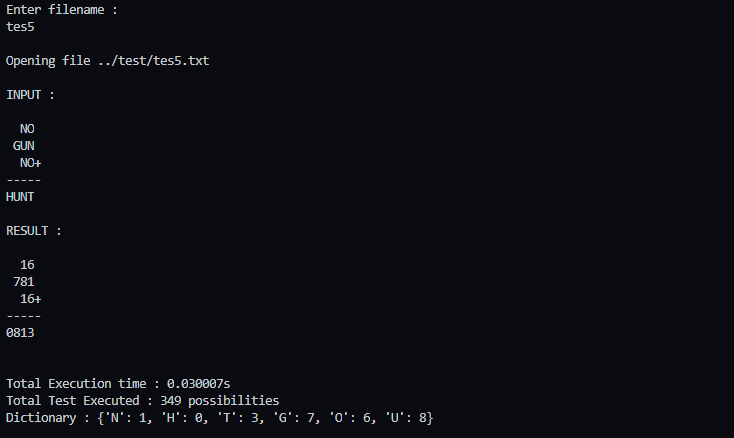 Enter filename :
tes5
Opening file ../test/tes5.txt
INPUT :
NO
GUN
NO+
-----
HUNT
RESULT :
16
781
16+
-----
0813
Total Execution time : 0.030007s
Total Test Executed : 349 possibilities
Dictionary : {'N': 1, 'H': 0, 'T': 3, 'G': 7, 'O': 6, 'U': 8}